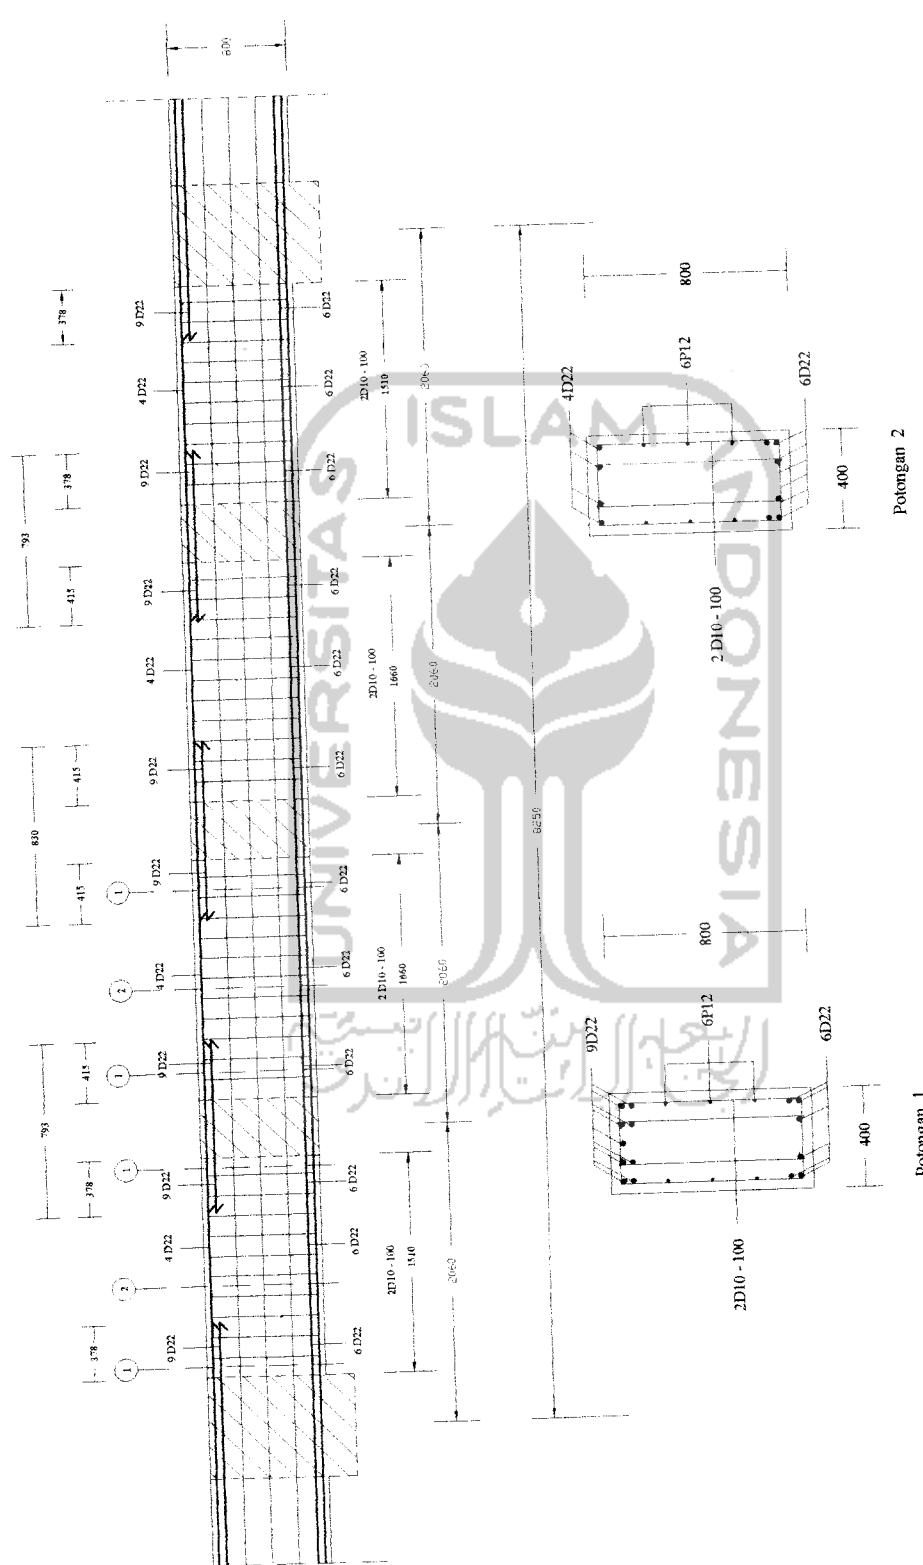 800
378
793
378
415
830
415
415
793
415
378
378
9 D22
4 D22
9 D22
9 D22
4 D22
9 D22
9 D22
4 D22
9 D22
9 D22
4 D22
9 D22
1
2
1
1
2
1
6 D22
6 D22
6 D22
6 D22
6 D22
6 D22
6 D22
6 D22
6 D22
6 D22
6 D22
6 D22
2D10 - 100
1510
2D10 - 100
1660
2D10 - 100
1660
2D10 - 100
1510
2060
2060
2060
2060
8250
4D22
6P12
6D22
800
400
2 D10 - 100
Potongan 2
9D22
6P12
6D22
800
400
2D10 - 100
Potongan 1
UNIVERSITAS
ISLAM
INDONESIA